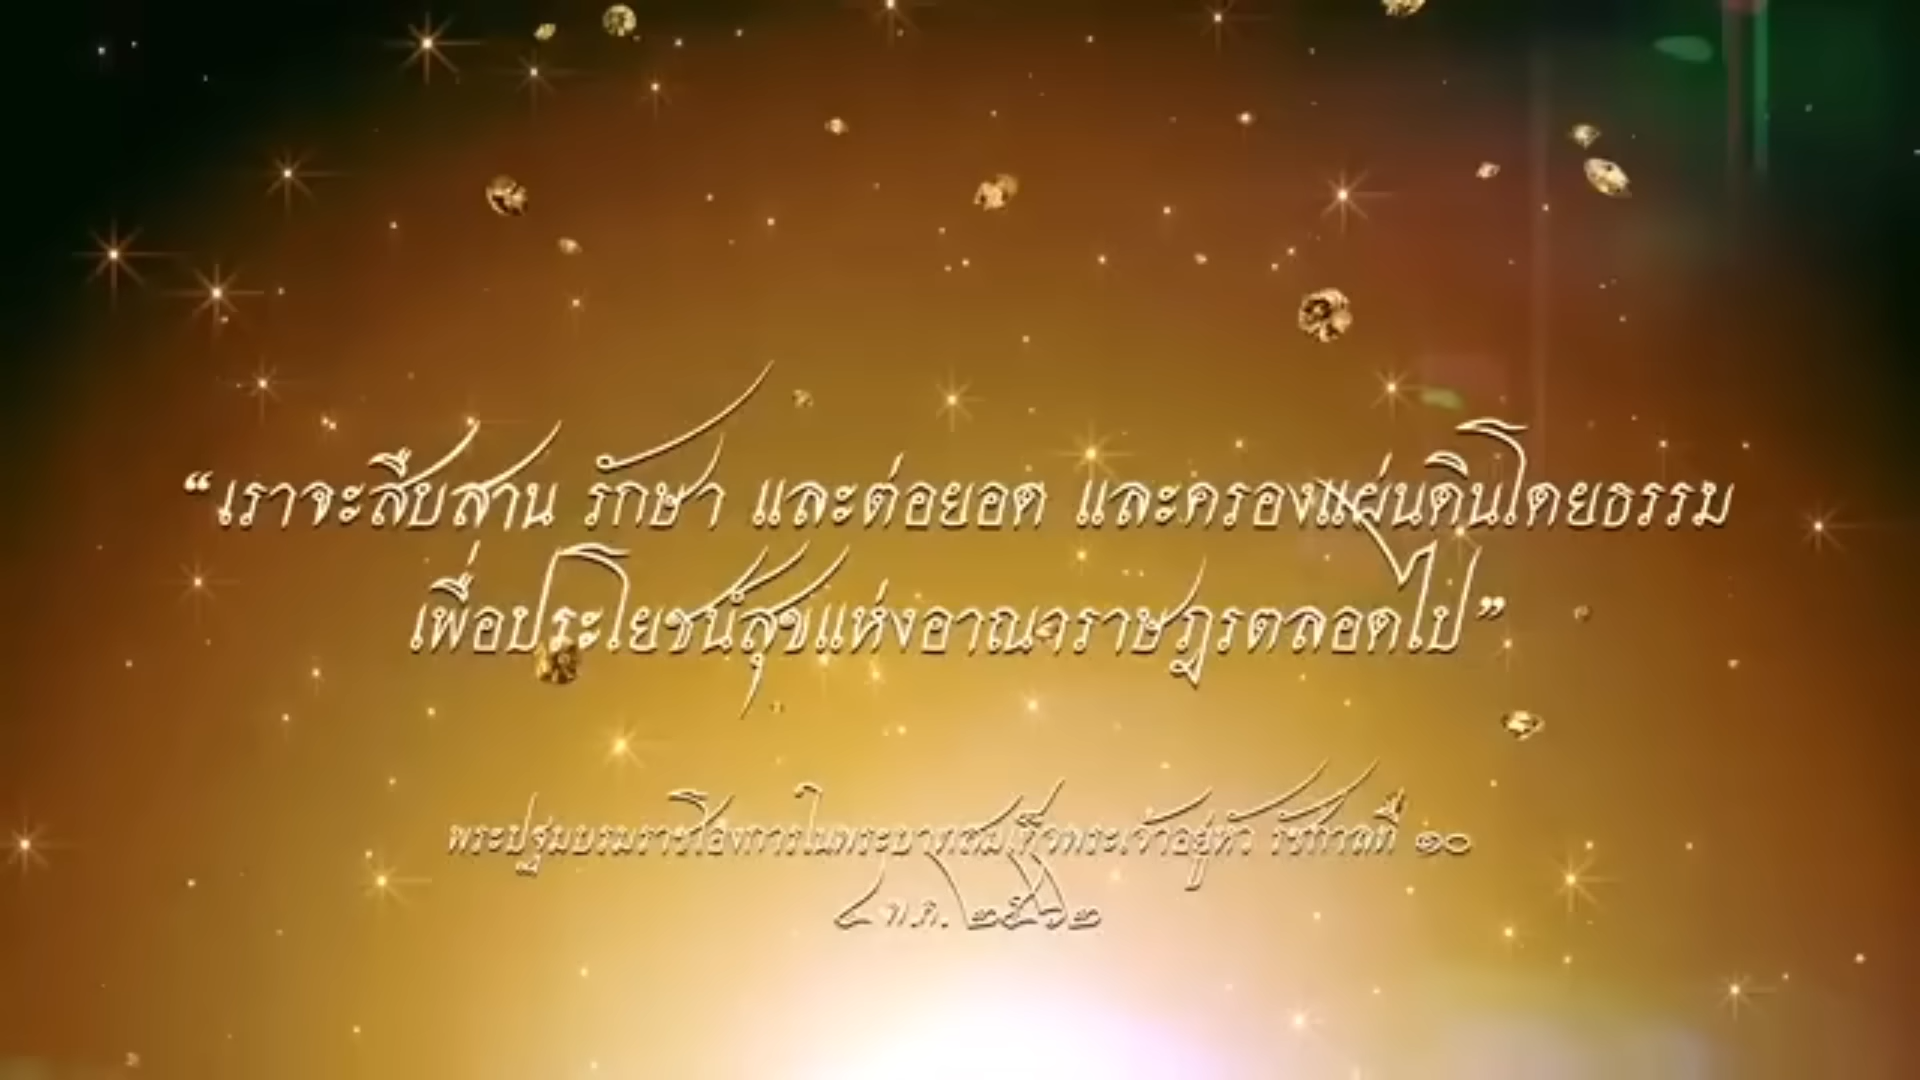 “เราจะสืบสาน รักษา และต่อยอด และครองแผ่นดินโดยธรรม
เพื่อประโยชน์สุขแห่งอาณาราษฎรตลอดไป”
พระปฐมบรมราชโองการในพระบาทสมเด็จพระเจ้าอยู่หัว รัชกาลที่ ๑๐
๔ พ.ค. ๒๕๖๒